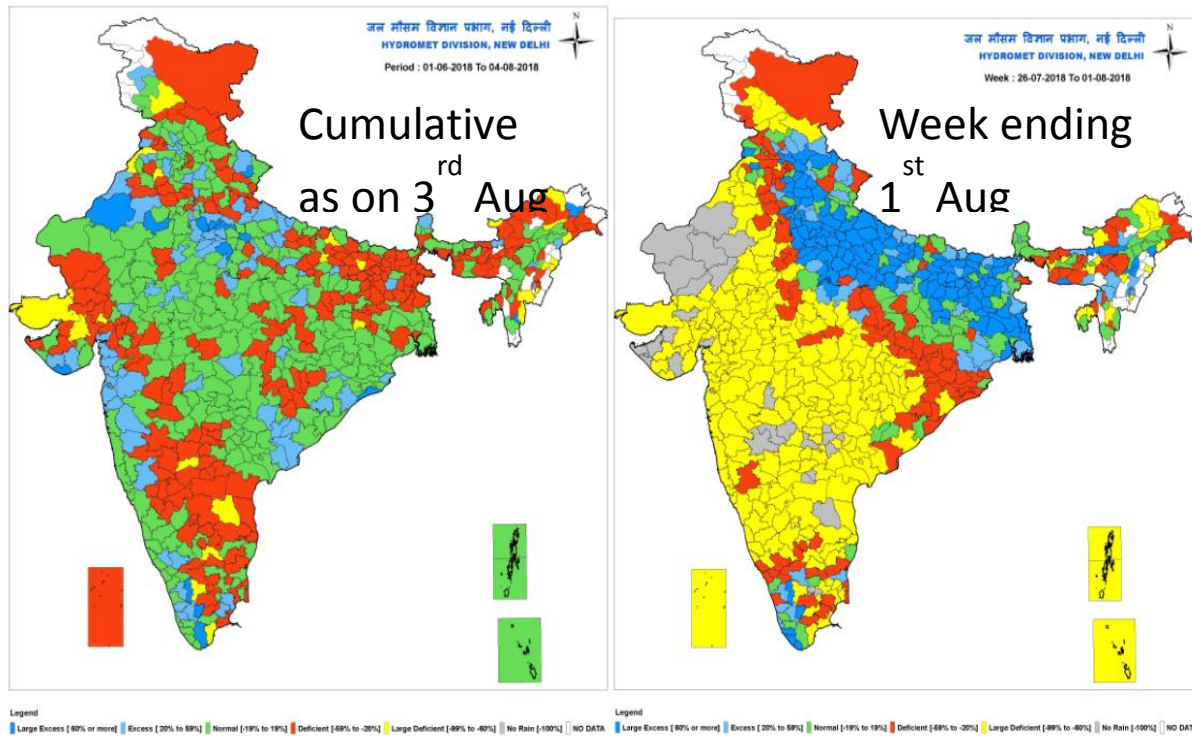 जल मौसम विज्ञान प्रभाग, नई दिल्ली
HYDROMET DIVISION, NEW DELHI
Period : 01-06-2018 To 04-08-2018
N
Cumulative
as on 3rd Aug
Legend
Large Excess [ 60% or more] Excess [ 20% to 59%] Normal [-19% to 19%] Deficient [-59% to -20%] Large Deficient [-99% to -60%] No Rain [-100%] NO DATA
जल मौसम विज्ञान प्रभाग, नई दिल्ली
HYDROMET DIVISION, NEW DELHI
Week : 26-07-2018 To 01-08-2018
N
Week ending
1st Aug
Legend
Large Excess [ 60% or more] Excess [ 20% to 59%] Normal [-19% to 19%] Deficient [-59% to -20%] Large Deficient [-99% to -60%] No Rain [-100%] NO DAT